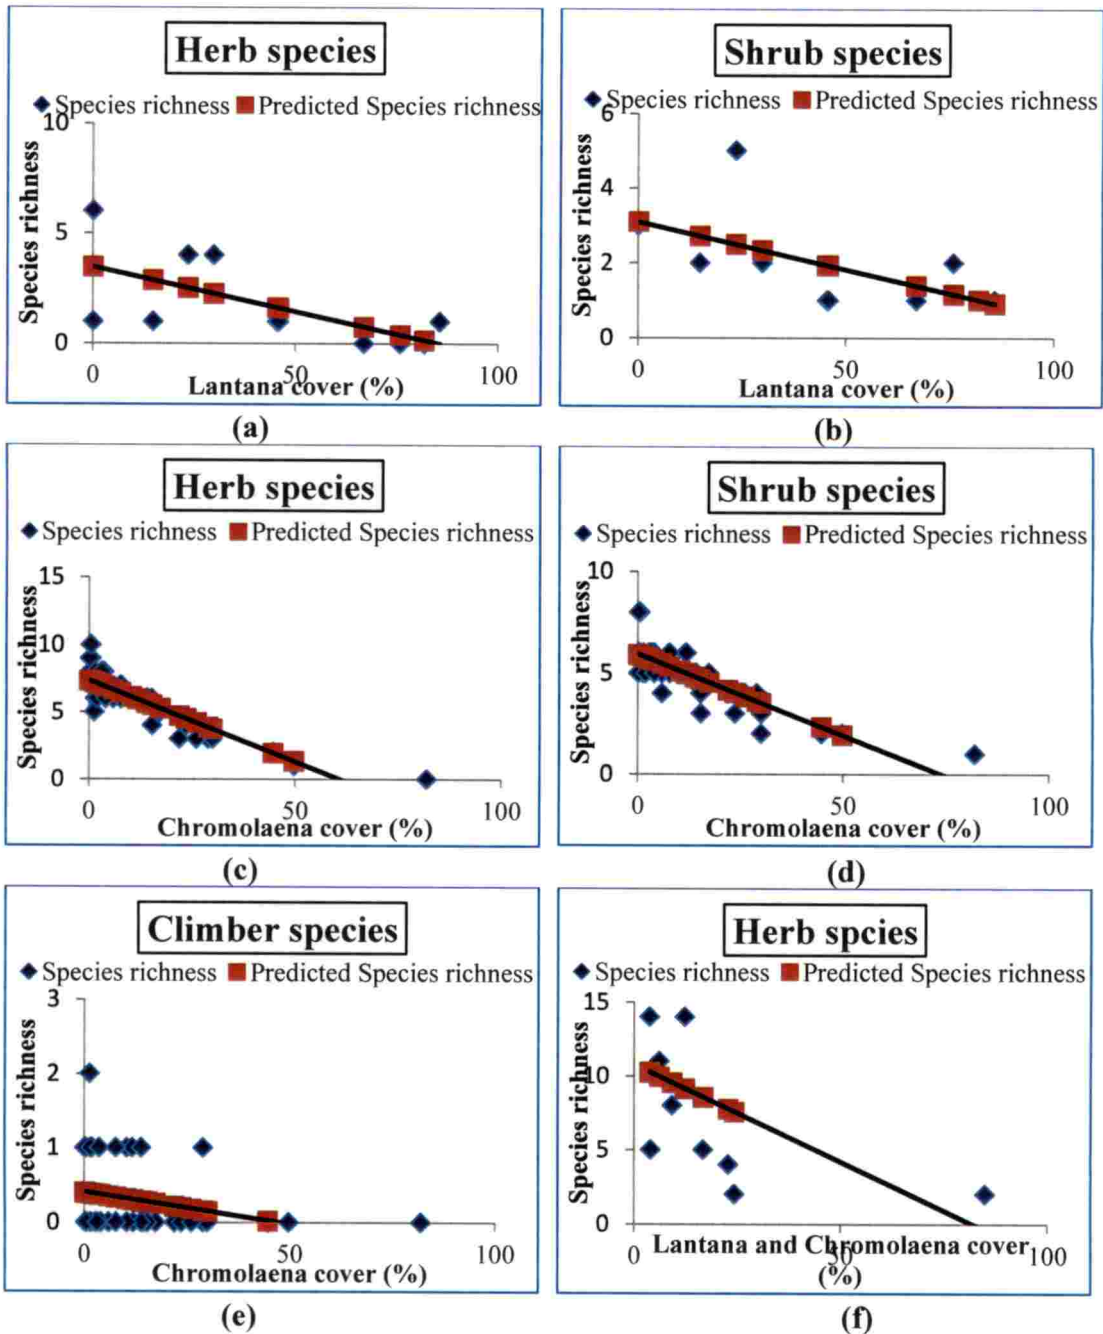 Herb species
Species richness Predicted Species richness
10
5
0
0 50 100
Species richness
Lantana cover (%)
(a)
Shrub species
Species richness Predicted Species richness
6
4
2
0
0 50 100
Species richness
Lantana cover (%)
(b)
Herb species
Species richness Predicted Species richness
15
10
5
0
0 50 100
Species richness
Chromolaena cover (%)
(c)
Shrub species
Species richness Predicted Species richness
10
5
0
0 50 100
Species richness
Chromolaena cover (%)
(d)
Climber species
Species richness Predicted Species richness
3
2
1
0
0 50 100
Species richness
Chromolaena cover (%)
(e)
Herb spcies
Species richness Predicted Species richness
15
10
5
0
0 50 100
Species richness
Lantana and Chromolaena cover
(%)
(f)